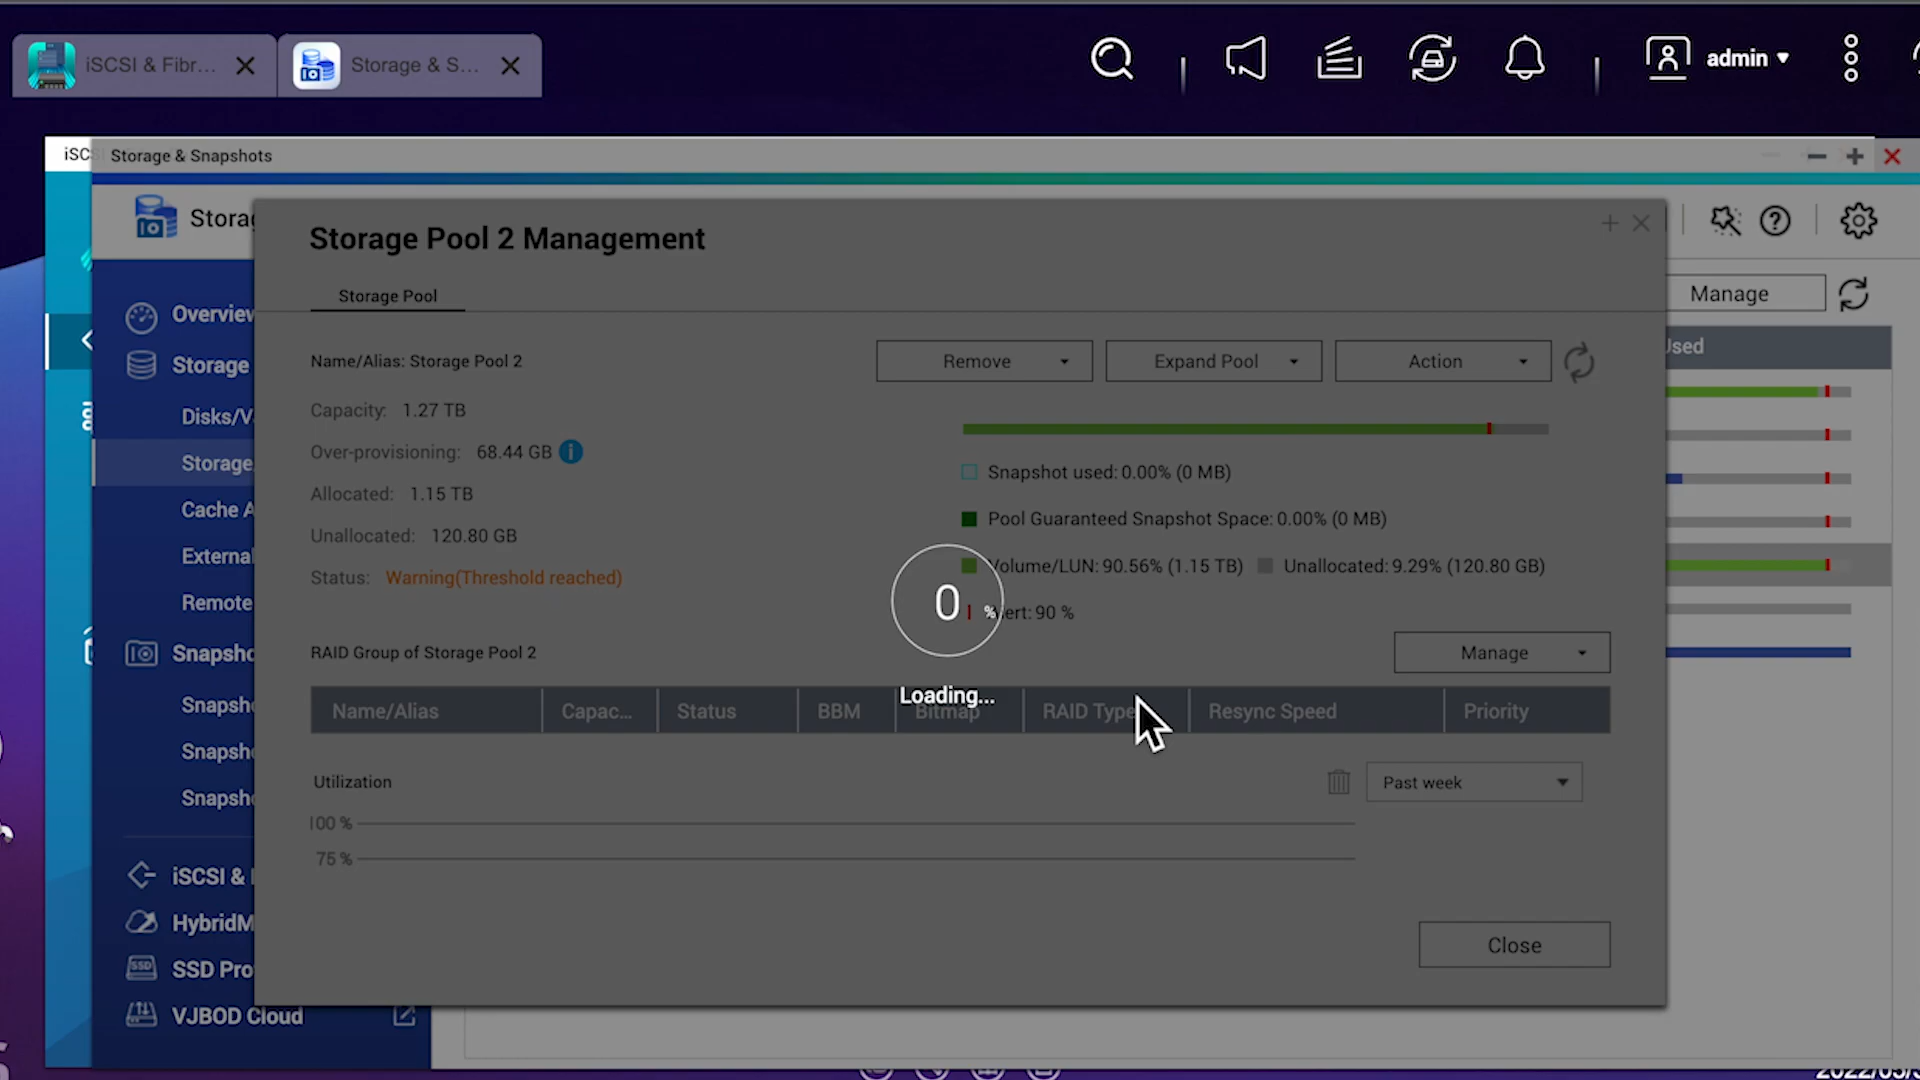 iSCSI & Fibr...
Storage & S...
admin
iSC
Storage & Snapshots
Storag
Storage Pool 2 Management
Storage Pool
Manage
Overview
Storage
Disks/V
Storage
Cache A
External
Remote
Snapsho
Snapsho
Snapsho
Snapsho
iSCSI &
HybridM
SSD Pro
VJBOD Cloud
Name/Alias: Storage Pool 2
Remove
Expand Pool
Action
Used
Capacity: 1.27 TB
Over-provisioning: 68.44 GB
Allocated: 1.15 TB
Unallocated: 120.80 GB
Status: Warning(Threshold reached)
Snapshot used: 0.00% (0 MB)
Pool Guaranteed Snapshot Space: 0.00% (0 MB)
Volume/LUN: 90.56% (1.15 TB)
Unallocated: 9.29% (120.80 GB)
Alert: 90 %
0 %
Loading...
RAID Group of Storage Pool 2
Manage
Name/Alias
Capac...
Status
BBM
Bitmap
RAID Type
Resync Speed
Priority
Utilization
Past week
100 %
75 %
Close